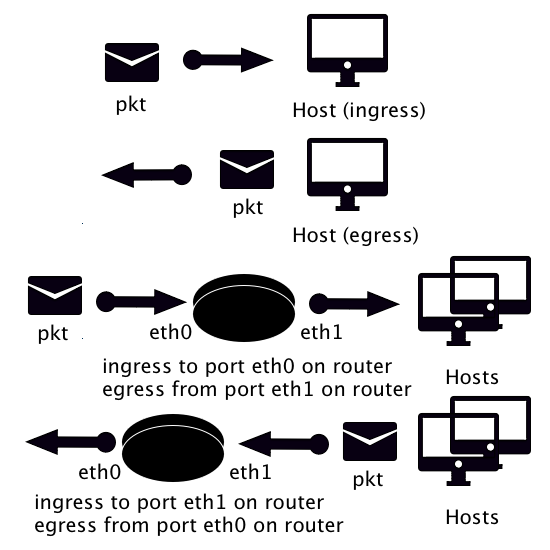 pkt
Host (ingress)
pkt
Host (egress)
pkt
eth0
eth1
ingress to port eth0 on router
egress from port eth1 on router
Hosts
eth0
eth1
pkt
ingress to port eth1 on router
egress from port eth0 on router
Hosts